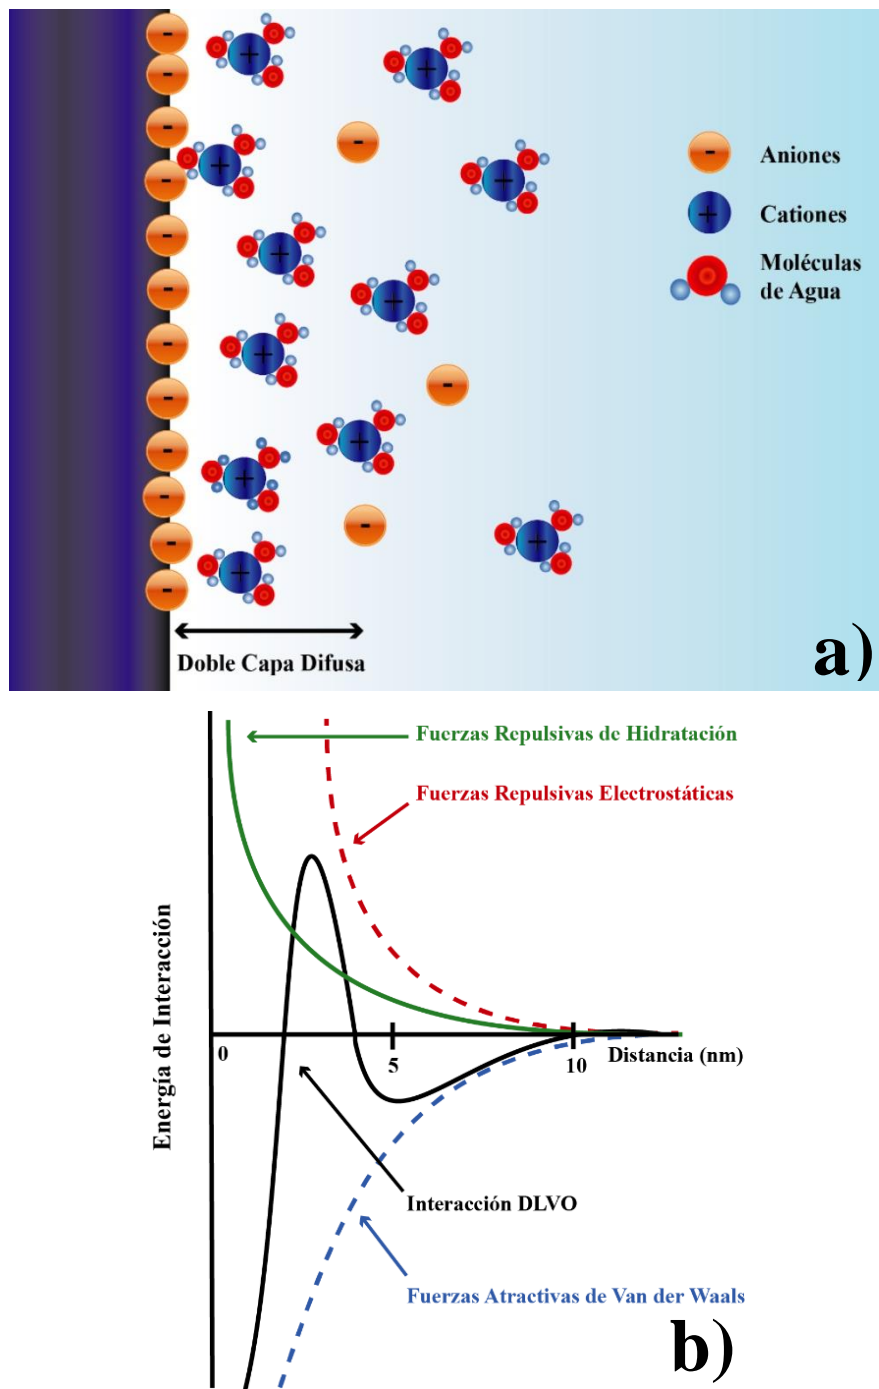 -
+
+
-
-
-
+
-
+
Aniones
-
+
-
+
Cationes
-
+
Moléculas
de Agua
-
+
-
+
-
-
-
+
-
+
-
-
+
-
+
-
Doble Capa Difusa
a)
Fuerzas Repulsivas de Hidratación
Fuerzas Repulsivas Electrostáticas
Energía de Interacción
0
5
10
Distancia (nm)
Interacción DLVO
Fuerzas Atractivas de Van der Waals
b)